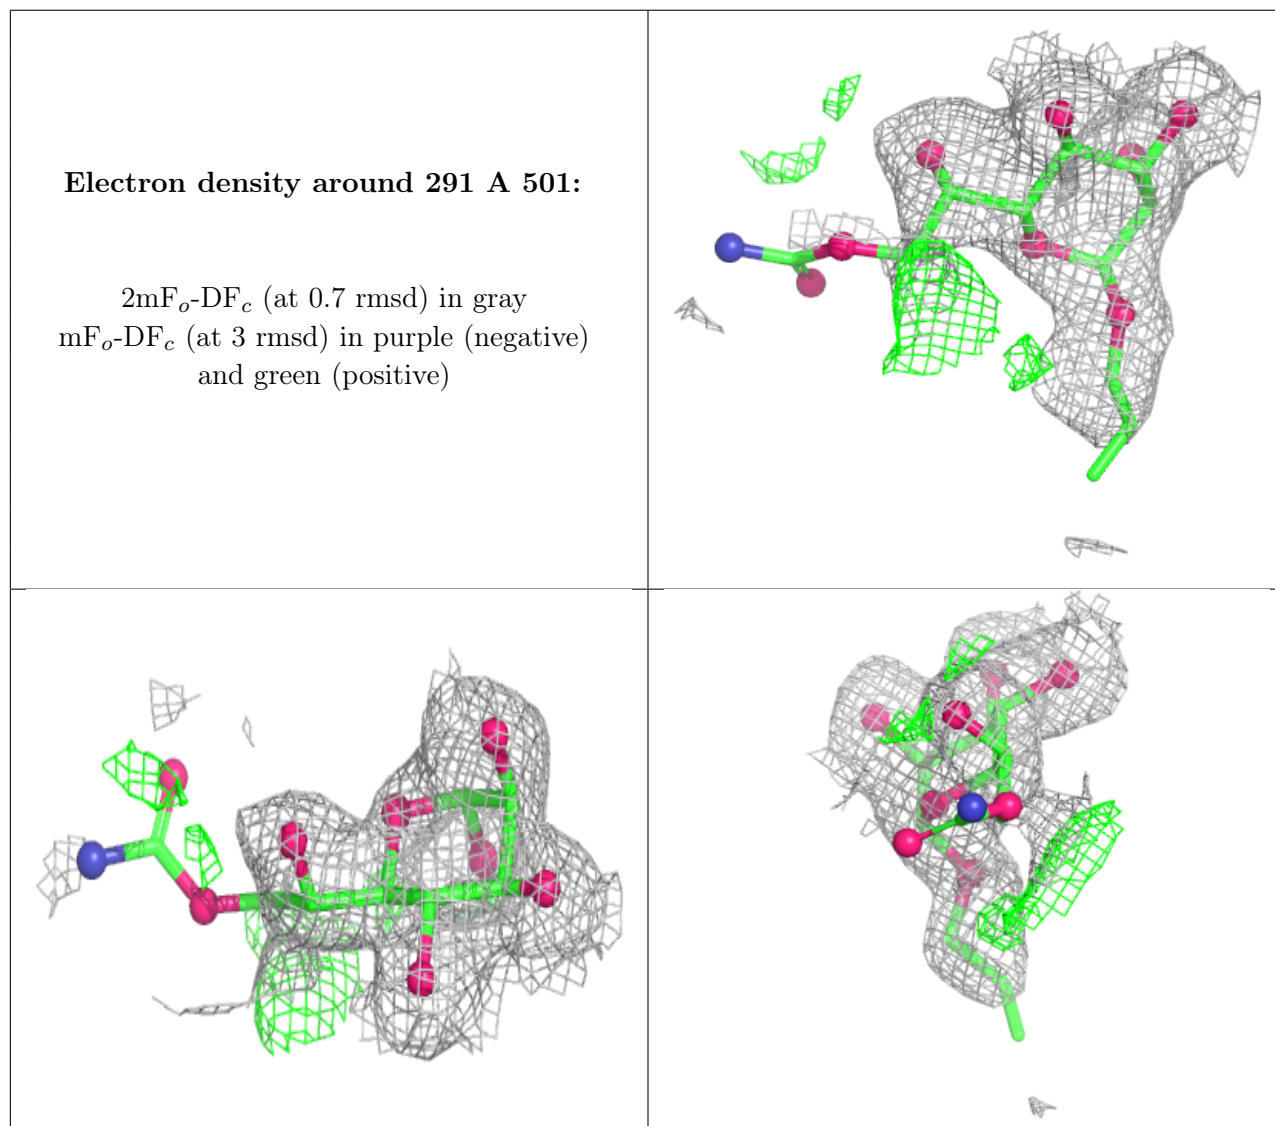 Electron density around 291 A 501:
2mFo-DFc (at 0.7 rmsd) in gray
mFo-DFc (at 3 rmsd) in purple (negative)
and green (positive)